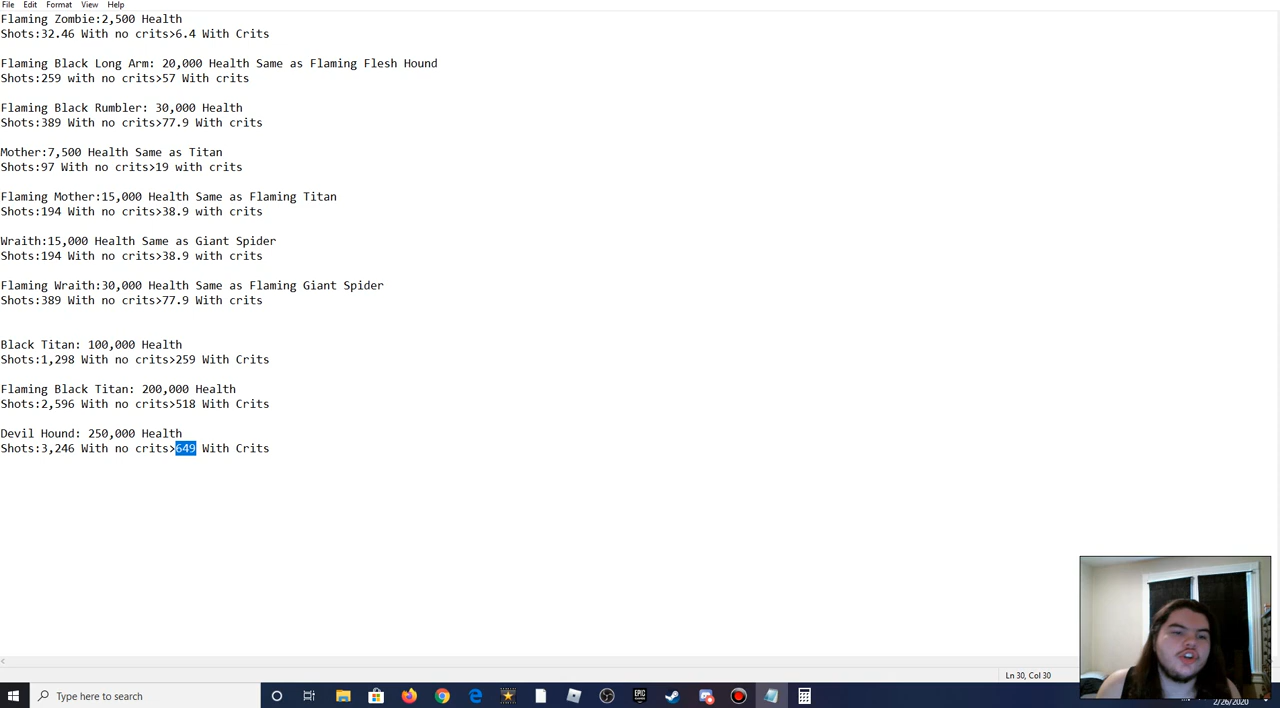 File Edit Format View Help
Flaming Zombie:2,500 Health
Shots:32.46 With no crits>6.4 With Crits
Flaming Black Long Arm: 20,000 Health Same as Flaming Flesh Hound
Shots:259 with no crits>57 With crits
Flaming Black Rumbler: 30,000 Health
Shots:389 With no crits>77.9 With crits
Mother:7,500 Health Same as Titan
Shots:97 With no crits>19 with crits
Flaming Mother:15,000 Health Same as Flaming Titan
Shots:194 With no crits>38.9 with crits
Wraith:15,000 Health Same as Giant Spider
Shots:194 With no crits>38.9 with crits
Flaming Wraith:30,000 Health Same as Flaming Giant Spider
Shots:389 With no crits>77.9 With crits
Black Titan: 100,000 Health
Shots:1,298 With no crits>259 With Crits
Flaming Black Titan: 200,000 Health
Shots:2,596 With no crits>518 With Crits
Devil Hound: 250,000 Health
Shots:3,246 With no crits>649 With Crits
Ln 30, Col 30
Type here to search
EPIC
2/26/2020